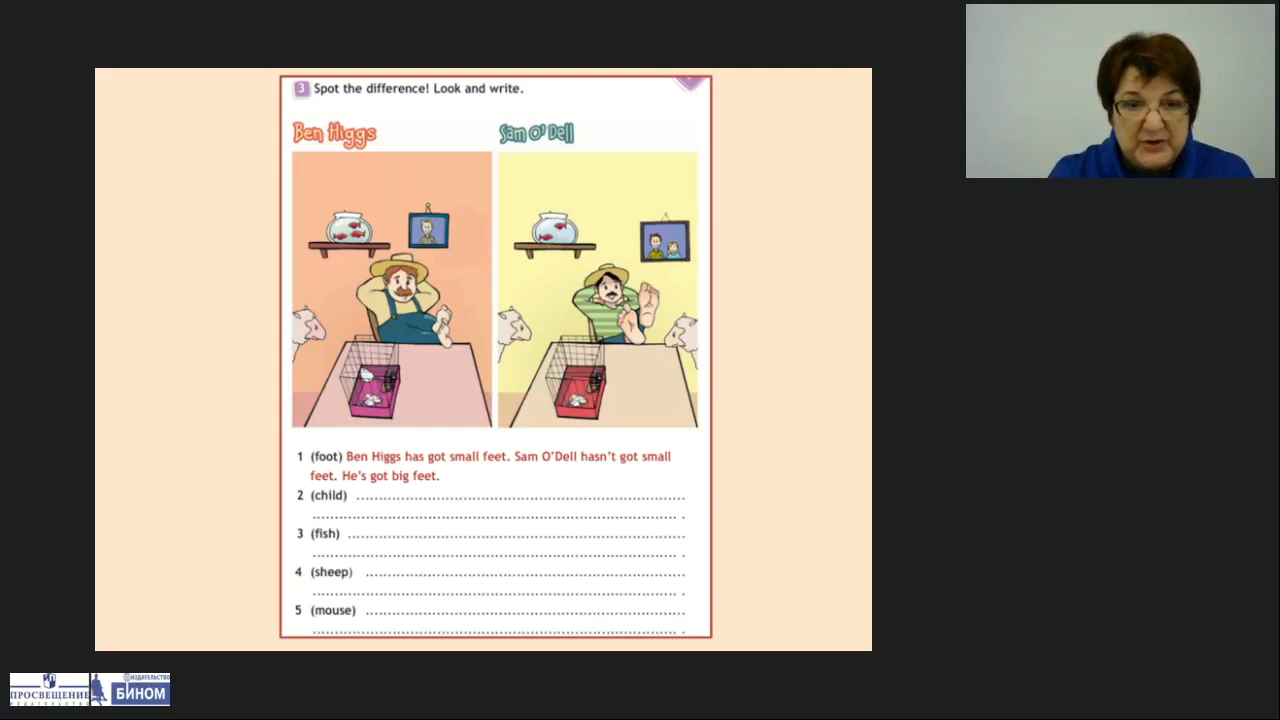 3 Spot the difference! Look and write.
Ben Higgs Sam O' Dell
1 (foot) Ben Higgs has got small feet. Sam O'Dell hasn't got small
feet. He's got big feet.
2 (child) ..........................................................................
.................................................................................... .
3 (fish) ..........................................................................
.................................................................................... .
4 (sheep) ..........................................................................
.................................................................................... .
5 (mouse) ..........................................................................
.................................................................................... .
ПРОСВЕЩЕНИЕ
ИЗДАТЕЛЬСТВО
ИЗДАТЕЛЬСТВО
БИНОМ